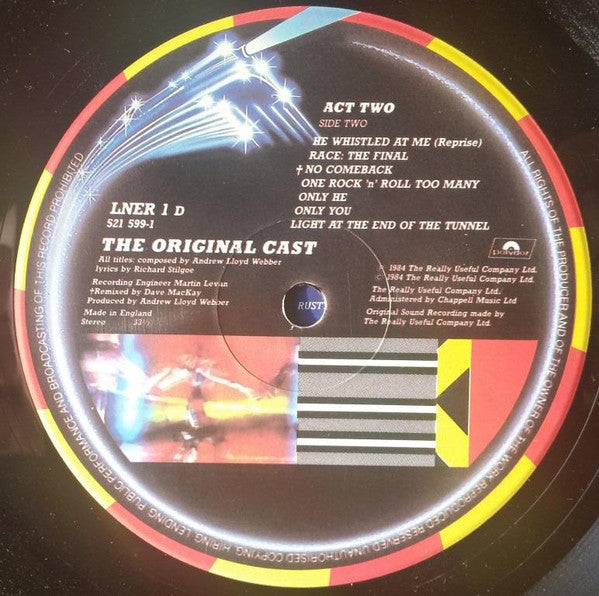 ACT TWO
SIDE TWO
HE WHISTLED AT ME (Reprise)
RACE: THE FINAL
†NO COMEBACK
ONE ROCK 'n' ROLL TOO MANY
ONLY HE
ONLY YOU
LIGHT AT THE END OF THE TUNNEL
LNER 1 D
521 599-1
THE ORIGINAL CAST
All titles: composed by Andrew Lloyd Webber
lyrics by Richard Stilgoe
Recording Engineer Martin Levan
†Remixed by Dave MacKay
Produced by Andrew Lloyd Webber
Made in England
Stereo 33⅓
RUST
polydor
℗ 1984 The Really Useful Company Ltd.
© 1984 The Really Useful Company Ltd.
The Really Useful Company Ltd.
Administered by Chappell Music Ltd
Original Sound Recording made by
The Really Useful Company Ltd.
ALL RIGHTS OF THE PRODUCER AND OF THE OWNER OF THE WORK REPRODUCED RESERVED UNAUTHORISED COPYING HIRING LENDING PUBLIC PERFORMANCE AND BROADCASTING OF THIS RECORD PROHIBITED